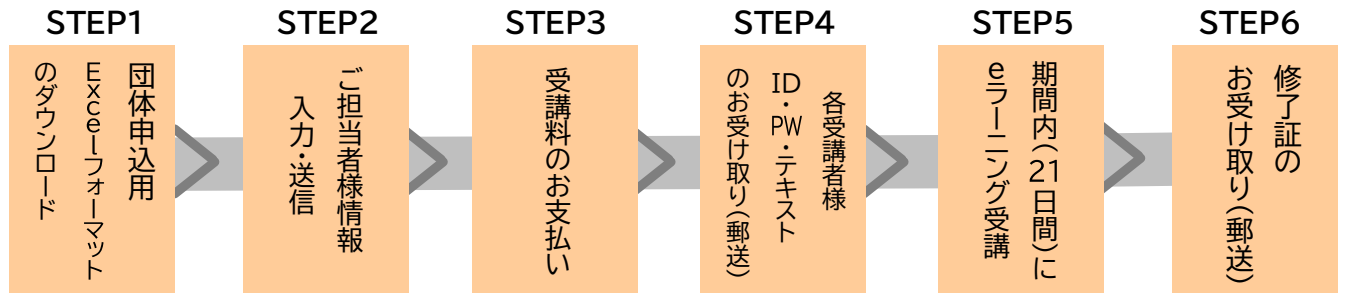 STEP1
団体申込用
Excelフォーマット
のダウンロード
STEP2
ご担当者様情報
入力・送信
STEP3
受講料のお支払い
STEP4
各受講者様
ID・PW・テキスト
のお受け取り(郵送)
STEP5
期間内(21日間)に
eラーニング受講
STEP6
修了証の
お受け取り(郵送)